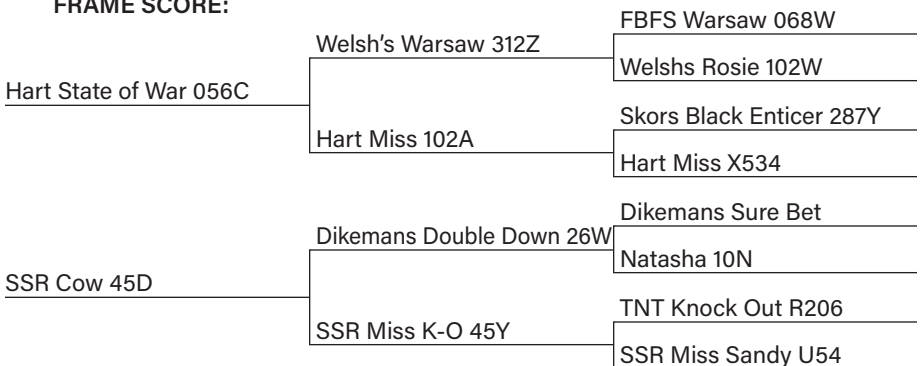 FRAME SCORE:
FBFS Warsaw 068W
Welsh's Warsaw 312Z
Welshs Rosie 102W
Hart State of War 056C
Skors Black Enticer 287Y
Hart Miss 102A
Hart Miss X534
Dikemans Sure Bet
Dikemans Double Down 26W
Natasha 10N
SSR Cow 45D
TNT Knock Out R206
SSR Miss K-O 45Y
SSR Miss Sandy U54